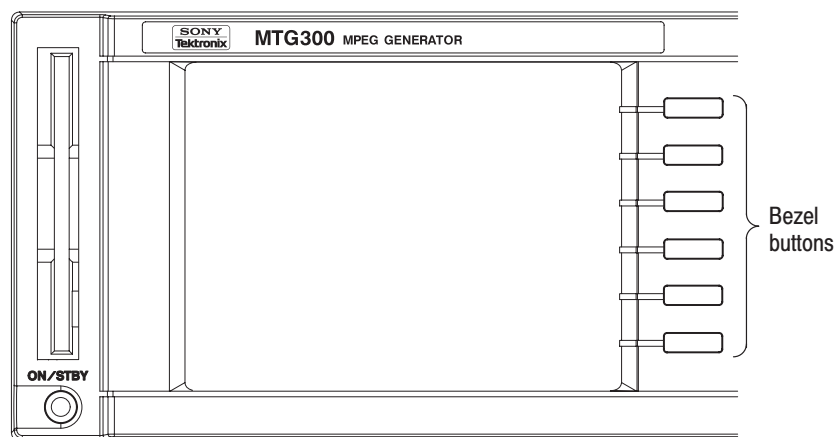 SONY
Tektronix
MTG300 MPEG GENERATOR
Bezel
buttons
ON/STBY